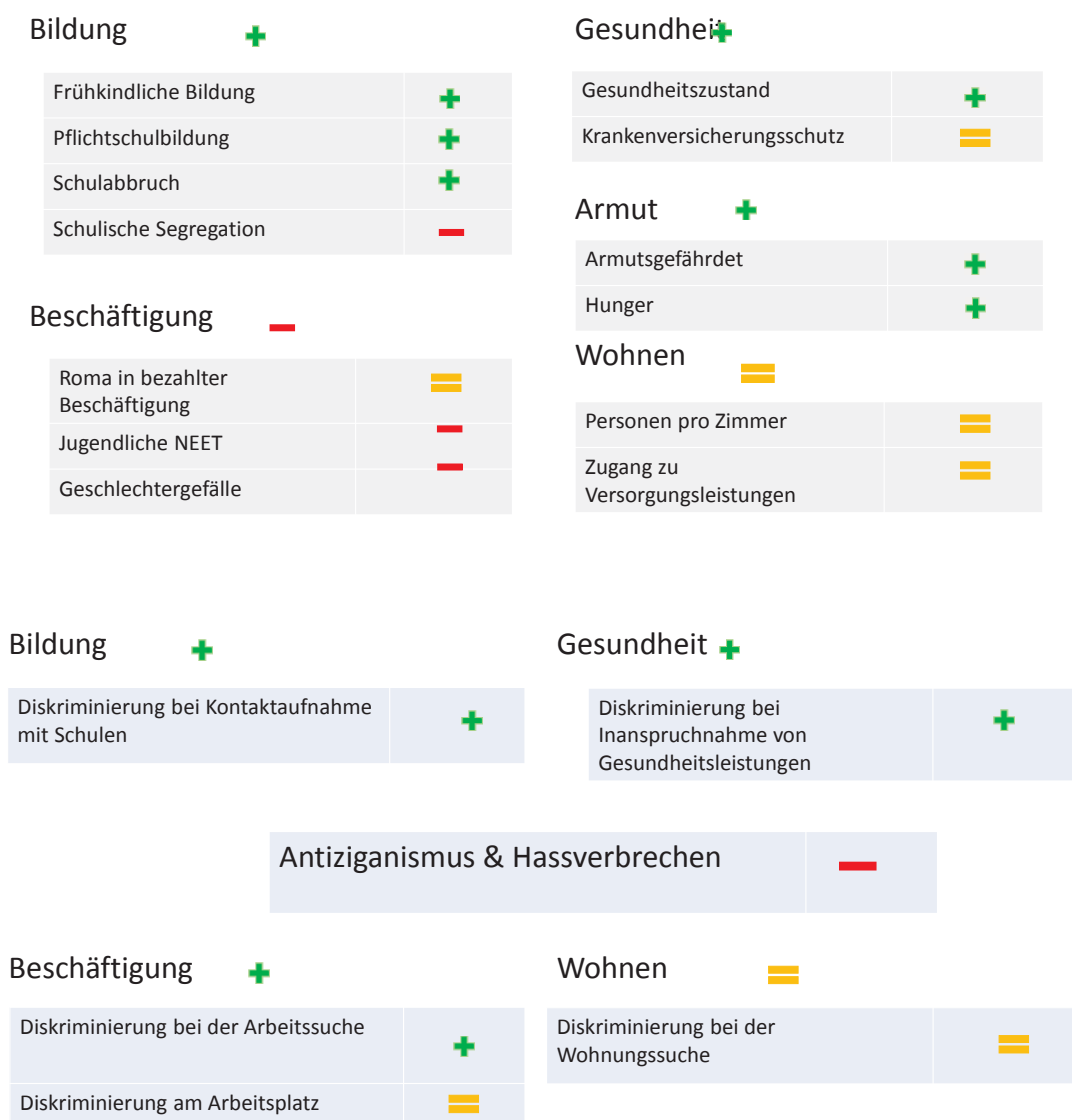 Bildung
Frühkindliche Bildung
Pflichtschulbildung
Schulabbruch
Schulische Segregation
Beschäftigung
Roma in bezahlter
Beschäftigung
Jugendliche NEET
Geschlechtergefälle
Gesundheit
Gesundheitszustand
Krankenversicherungsschutz
Armut
Armutsgefährdet
Hunger
Wohnen
Personen pro Zimmer
Zugang zu
Versorgungsleistungen
Bildung
Diskriminierung bei Kontaktaufnahme
mit Schulen
Gesundheit
Diskriminierung bei
Inanspruchnahme von
Gesundheitsleistungen
Antiziganismus & Hassverbrechen
Beschäftigung
Diskriminierung bei der Arbeitssuche
Diskriminierung am Arbeitsplatz
Wohnen
Diskriminierung bei der
Wohnungssuche